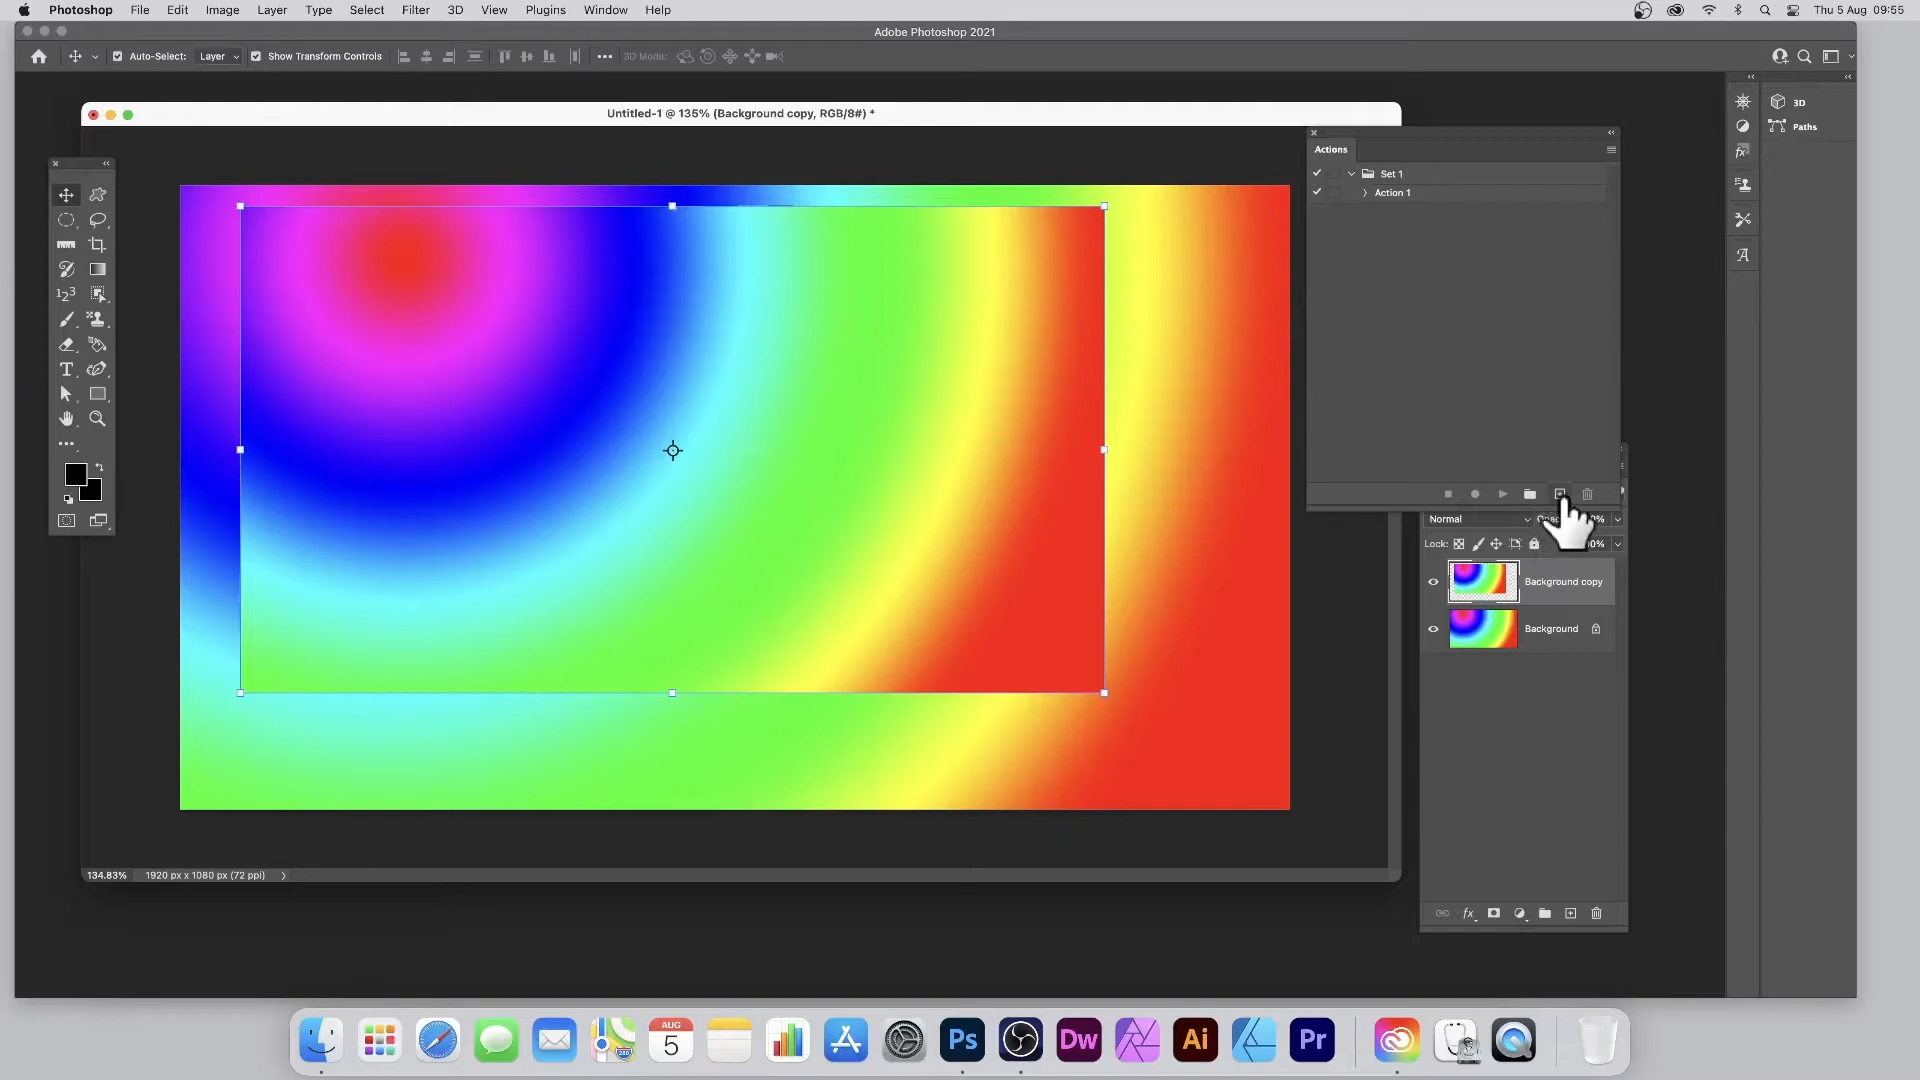 Photoshop File Edit Image Layer Type Select Filter 3D View Plugins Window Help Thu 5 Aug 09:55
Adobe Photoshop 2021
Auto-Select: Layer Show Transform Controls 3D Mode:
Untitled-1 @ 135% (Background copy, RGB/8#) *
3D
Paths
Actions
Set 1
Action 1
Normal 0%
Lock: 00%
Background copy
Background
134.83% 1920 px x 1080 px (72 ppi)
AUG
5
280
Ps Dw Ai Pr